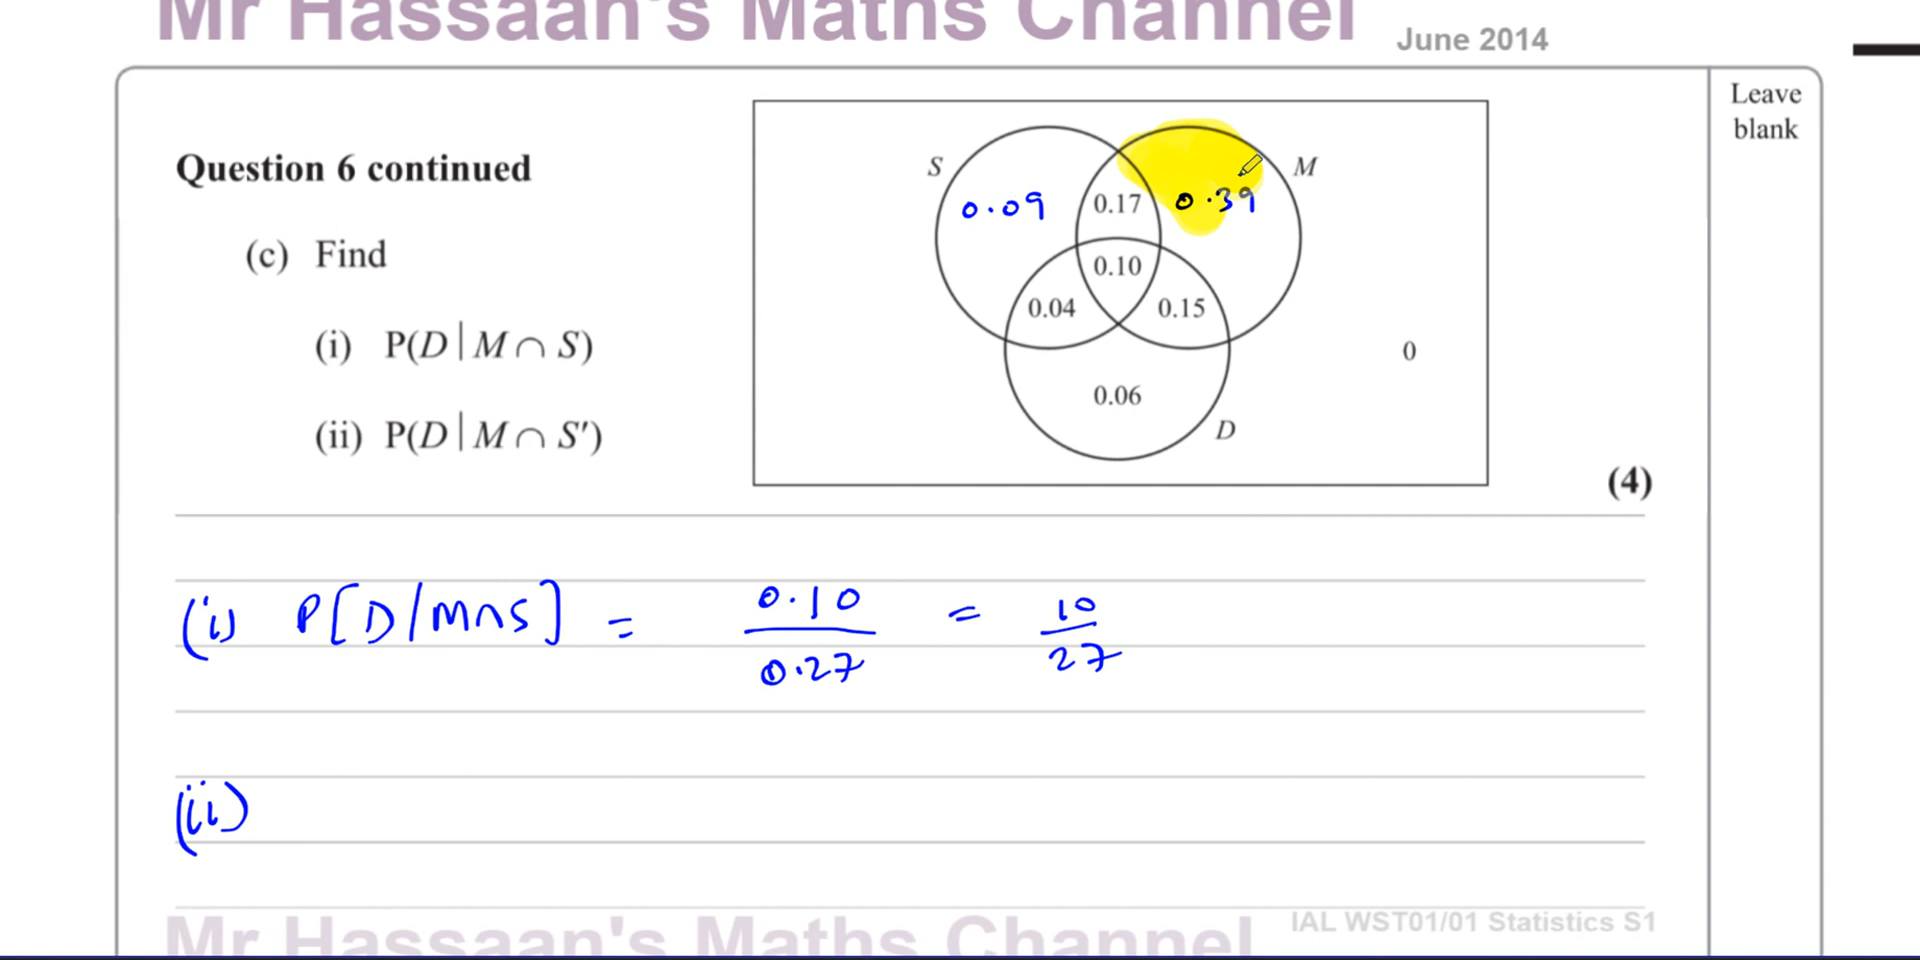 Mr Hassaan's Maths Channel
June 2014
Leave
blank
Question 6 continued
(c) Find
(i) P(D | M ∩ S)
(ii) P(D | M ∩ S')
S
M
0.09
0.17
0.39
0.10
0.04
0.15
0
0.06
D
(4)
(i) P[D/M∩S] = 0.10/0.27 = 10/27
(ii)
Mr Hassaan's Maths Channel
IAL WST01/01 Statistics S1